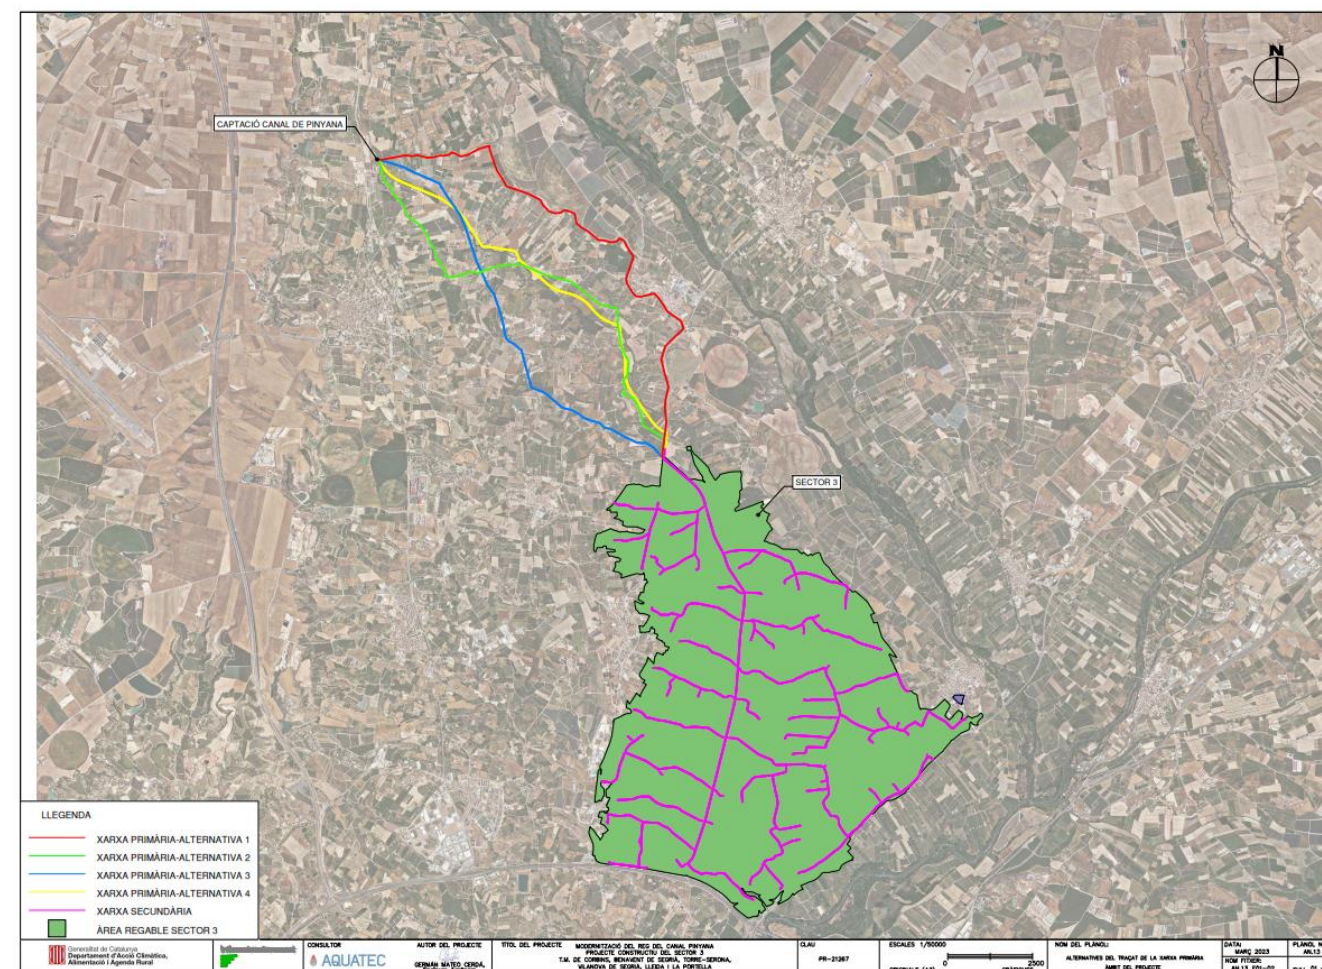 N
CAPTACIÓ CANAL DE PINYANA
SECTOR 3
LLEGENDA
XARXA PRIMÀRIA-ALTERNATIVA 1
XARXA PRIMÀRIA-ALTERNATIVA 2
XARXA PRIMÀRIA-ALTERNATIVA 3
XARXA PRIMÀRIA-ALTERNATIVA 4
XARXA SECUNDÀRIA
ÀREA REGABLE SECTOR 3
Generalitat de Catalunya
Departament d'Acció Climàtica,
Alimentació i Agenda Rural
CONSULTOR
AQUATEC
AUTOR DEL PROJECTE
GERMÁN MATEO CERDÁ,
TÍTOL DEL PROJECTE
MODERNITZACIÓ DEL REG DEL CANAL PINYANA
PROJECTE CONSTRUCTIU DEL SECTOR 3
T.M. DE CORBINS, BENAVENT DE SEGRIÀ, TORRE-SERONA,
VILANOVA DE SEGRIÀ, LLEIDA I LA PORTELLA
CLAU
PR-21267
ESCALES 1/50000
0 2500
NOM DEL PLÀNOL:
ALTERNATIVES DEL TRAÇAT DE LA XARXA PRIMÀRIA
ÀMBIT DEL PROJECTE
DATA:
MARÇ 2023
NOM FITXER:
PLÀNOL N
AN.13